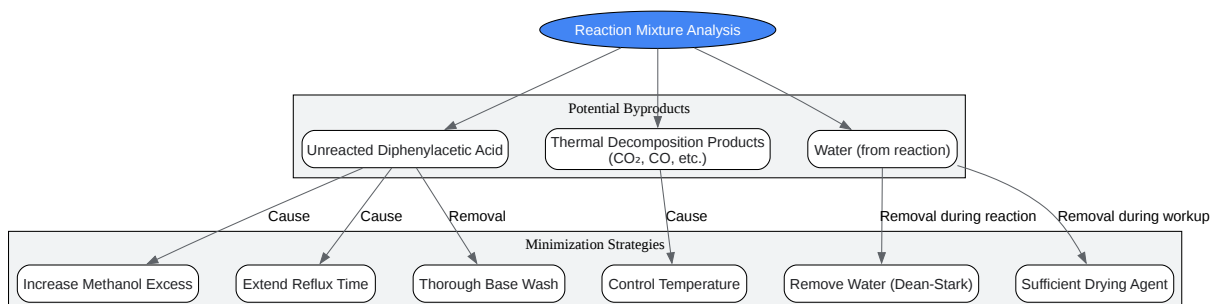 Reaction Mixture Analysis
Potential Byproducts
Unreacted Diphenylacetic Acid
Thermal Decomposition Products
(CO₂, CO, etc.)
Water (from reaction)
Cause
Cause
Removal
Cause
Removal during reaction
Removal during workup
Minimization Strategies
Increase Methanol Excess
Extend Reflux Time
Thorough Base Wash
Control Temperature
Remove Water (Dean-Stark)
Sufficient Drying Agent